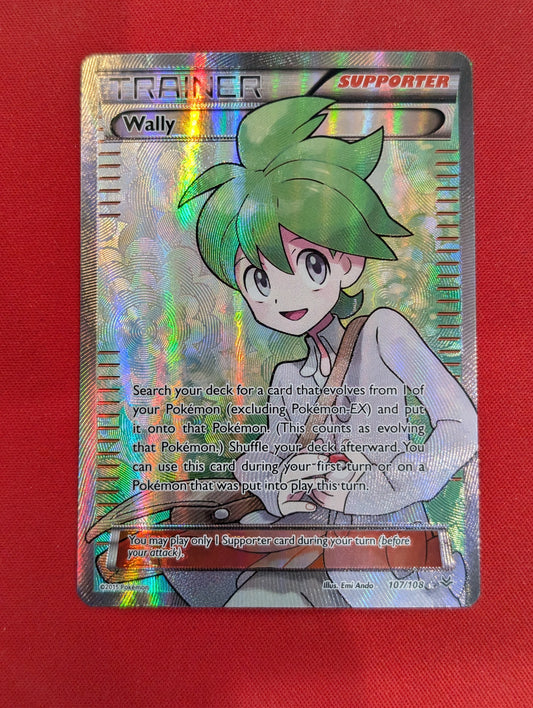 TRAINER SUPPORTER
Wally
Search your deck for a card that evolves from 1 of
your Pokémon (excluding Pokémon-EX) and put
it onto that Pokémon. (This counts as evolving
that Pokémon.) Shuffle your deck afterward. You
can use this card during your first turn or on a
Pokémon that was put into play this turn.
You may play only 1 Supporter card during your turn (before
your attack).
©2015 Pokémon Illus. Emi Ando 107/108